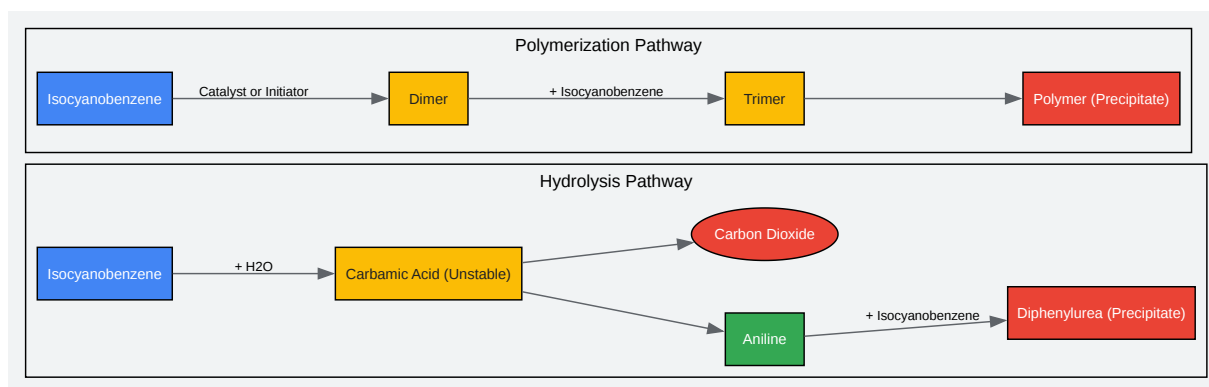 Polymerization Pathway
Isocyanobenzene
Catalyst or Initiator
Dimer
+ Isocyanobenzene
Trimer
Polymer (Precipitate)
Hydrolysis Pathway
Isocyanobenzene
+ H2O
Carbamic Acid (Unstable)
Carbon Dioxide
Aniline
+ Isocyanobenzene
Diphenylurea (Precipitate)